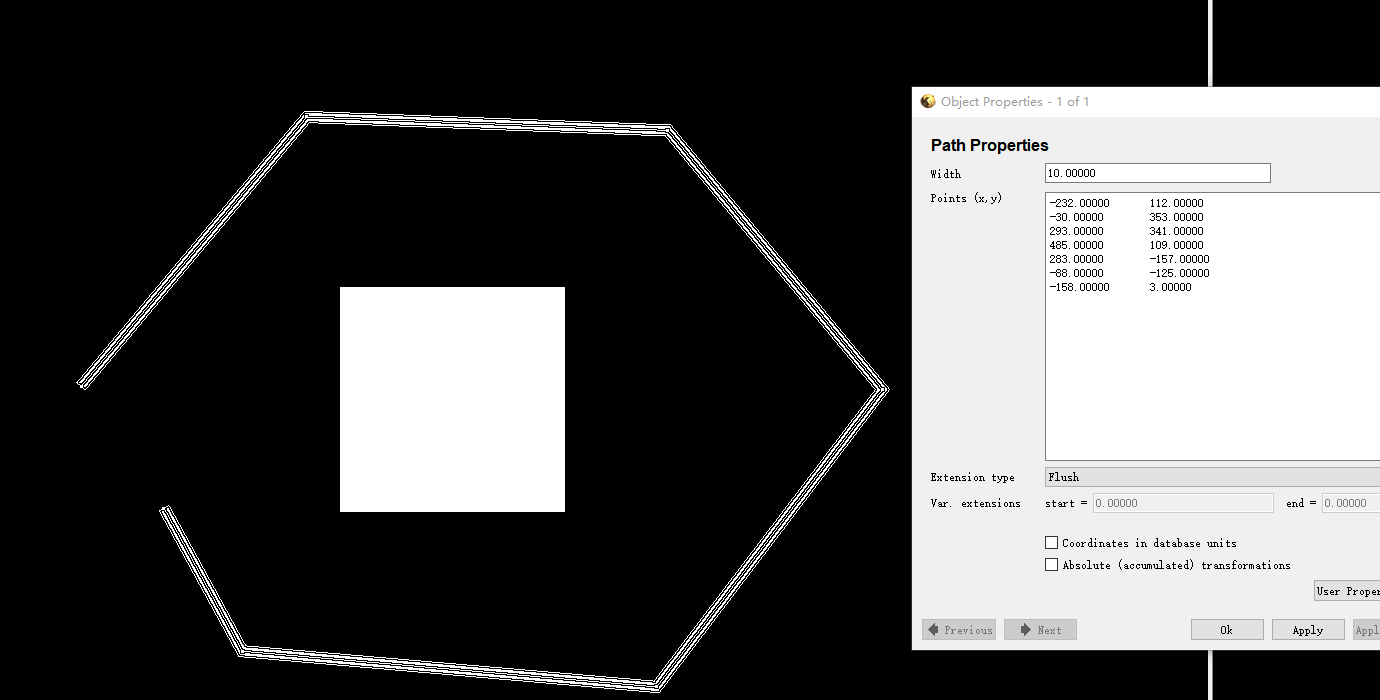 Object Properties - 1 of 1
Path Properties
Width 10.00000
Points (x,y)
-232.00000 112.00000
-30.00000 353.00000
293.00000 341.00000
485.00000 109.00000
283.00000 -157.00000
-88.00000 -125.00000
-158.00000 3.00000
Extension type Flush
Var. extensions start = 0.00000 end = 0.00000
Coordinates in database units
Absolute (accumulated) transformations
User Proper
Previous Next Ok Apply Appl